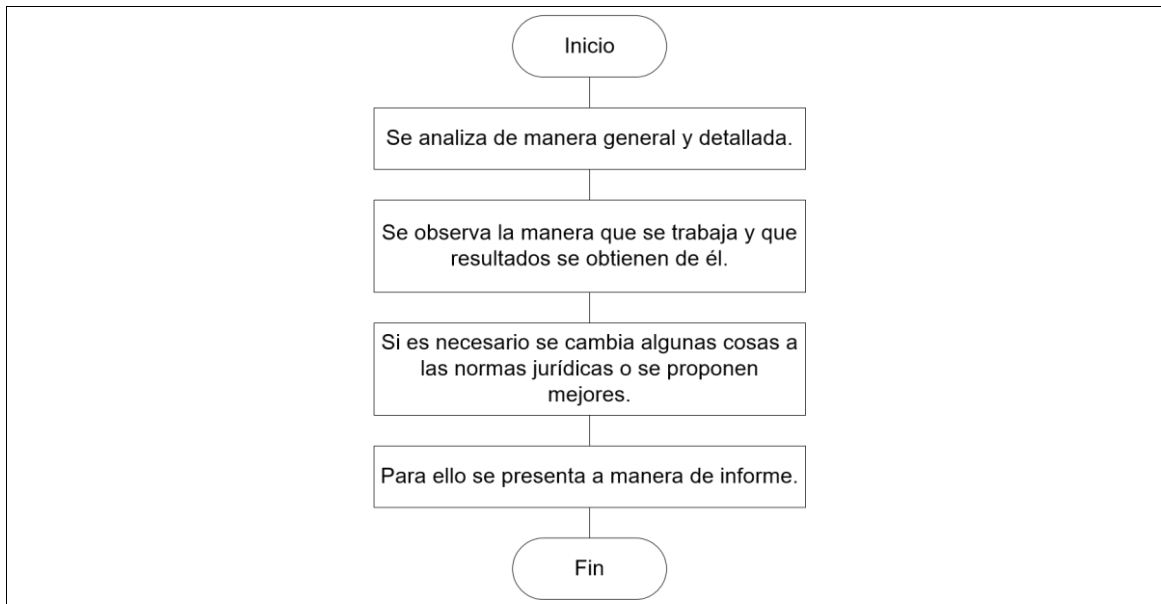 Inicio
Se analiza de manera general y detallada.
Se observa la manera que se trabaja y que
resultados se obtienen de él.
Si es necesario se cambia algunas cosas a
las normas jurídicas o se proponen
mejores.
Para ello se presenta a manera de informe.
Fin